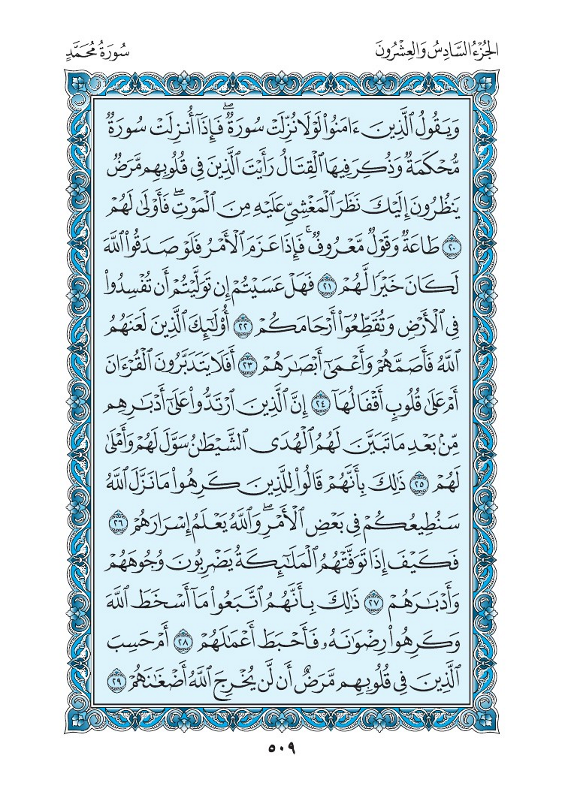 الجُزْءُ السَّادِسُ وَالعِشْرُونَ
سُورَةُ مُحَمَّدٍ
وَيَقُولُ ٱلَّذِينَ ءَامَنُوا۟ لَوْلَا نُزِّلَتْ سُورَةٌۖ فَإِذَآ أُنزِلَتْ سُورَةٌ
مُّحْكَمَةٌ وَذُكِرَ فِيهَا ٱلْقِتَالُ رَأَيْتَ ٱلَّذِينَ فِى قُلُوبِهِم مَّرَضٌ
يَنظُرُونَ إِلَيْكَ نَظَرَ ٱلْمَغْشِىِّ عَلَيْهِ مِنَ ٱلْمَوْتِۖ فَأَوْلَىٰ لَهُمْ
٢٠ طَاعَةٌ وَقَوْلٌ مَّعْرُوفٌۚ فَإِذَا عَزَمَ ٱلْأَمْرُ فَلَوْ صَدَقُوا۟ ٱللَّهَ
لَكَانَ خَيْرًا لَّهُمْ ٢١ فَهَلْ عَسَيْتُمْ إِن تَوَلَّيْتُمْ أَن تُفْسِدُوا۟
فِى ٱلْأَرْضِ وَتُقَطِّعُوٓا۟ أَرْحَامَكُمْ ٢٢ أُو۟لَٰٓئِكَ ٱلَّذِينَ لَعَنَهُمُ
ٱللَّهُ فَأَصَمَّهُمْ وَأَعْمَىٰٓ أَبْصَٰرَهُمْ ٢٣ أَفَلَا يَتَدَبَّرُونَ ٱلْقُرْءَانَ
أَمْ عَلَىٰ قُلُوبٍ أَقْفَالُهَآ ٢٤ إِنَّ ٱلَّذِينَ ٱرْتَدُّوا۟ عَلَىٰٓ أَدْبَٰرِهِم
مِّنۢ بَعْدِ مَا تَبَيَّنَ لَهُمُ ٱلْهُدَى ٱلشَّيْطَٰنُ سَوَّلَ لَهُمْ وَأَمْلَىٰ
لَهُمْ ٢٥ ذَٰلِكَ بِأَنَّهُمْ قَالُوا۟ لِلَّذِينَ كَرِهُوا۟ مَا نَزَّلَ ٱللَّهُ
سَنُطِيعُكُمْ فِى بَعْضِ ٱلْأَمْرِۖ وَٱللَّهُ يَعْلَمُ إِسْرَارَهُمْ ٢٦
فَكَيْفَ إِذَا تَوَفَّتْهُمُ ٱلْمَلَٰٓئِكَةُ يَضْرِبُونَ وُجُوهَهُمْ
وَأَدْبَٰرَهُمْ ٢٧ ذَٰلِكَ بِأَنَّهُمُ ٱتَّبَعُوا۟ مَآ أَسْخَطَ ٱللَّهَ
وَكَرِهُوا۟ رِضْوَٰنَهُۥ فَأَحْبَطَ أَعْمَٰلَهُمْ ٢٨ أَمْ حَسِبَ
ٱلَّذِينَ فِى قُلُوبِهِم مَّرَضٌ أَن لَّن يُخْرِجَ ٱللَّهُ أَضْغَٰنَهُمْ ٢٩
٥٠٩